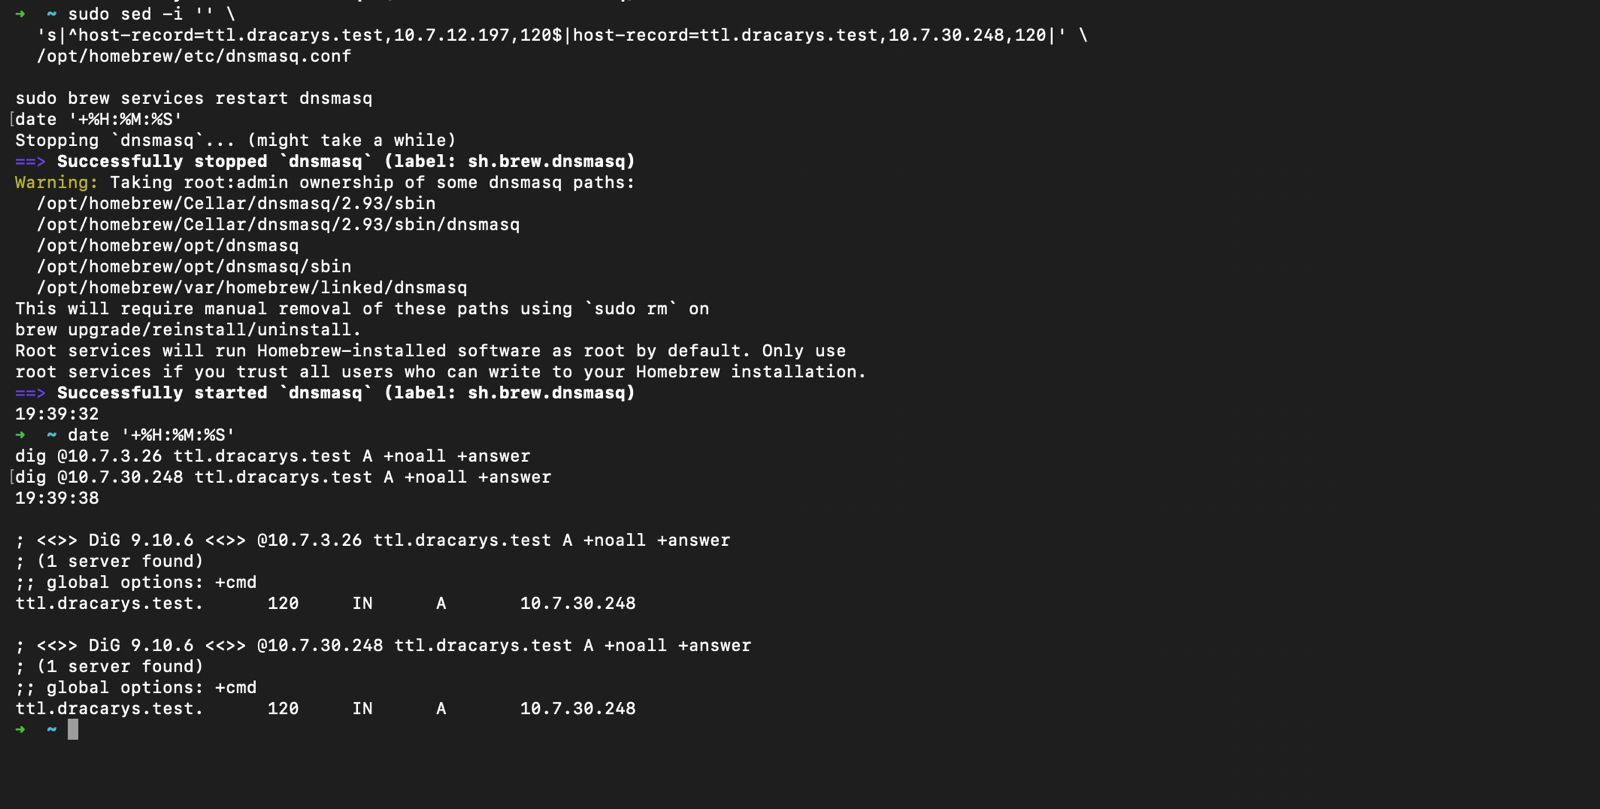 ➜  ~ sudo sed -i '' \
  's|^host-record=ttl.dracarys.test,10.7.12.197,120$|host-record=ttl.dracarys.test,10.7.30.248,120|' \
  /opt/homebrew/etc/dnsmasq.conf

sudo brew services restart dnsmasq
[date '+%H:%M:%S'
Stopping `dnsmasq`... (might take a while)
==> Successfully stopped `dnsmasq` (label: sh.brew.dnsmasq)
Warning: Taking root:admin ownership of some dnsmasq paths:
  /opt/homebrew/Cellar/dnsmasq/2.93/sbin
  /opt/homebrew/Cellar/dnsmasq/2.93/sbin/dnsmasq
  /opt/homebrew/opt/dnsmasq
  /opt/homebrew/opt/dnsmasq/sbin
  /opt/homebrew/var/homebrew/linked/dnsmasq
This will require manual removal of these paths using `sudo rm` on
brew upgrade/reinstall/uninstall.
Root services will run Homebrew-installed software as root by default. Only use
root services if you trust all users who can write to your Homebrew installation.
==> Successfully started `dnsmasq` (label: sh.brew.dnsmasq)
19:39:32
➜  ~ date '+%H:%M:%S'
dig @10.7.3.26 ttl.dracarys.test A +noall +answer
[dig @10.7.30.248 ttl.dracarys.test A +noall +answer
19:39:38

; <<>> DiG 9.10.6 <<>> @10.7.3.26 ttl.dracarys.test A +noall +answer
; (1 server found)
;; global options: +cmd
ttl.dracarys.test.      120     IN      A       10.7.30.248

; <<>> DiG 9.10.6 <<>> @10.7.30.248 ttl.dracarys.test A +noall +answer
; (1 server found)
;; global options: +cmd
ttl.dracarys.test.      120     IN      A       10.7.30.248
➜  ~